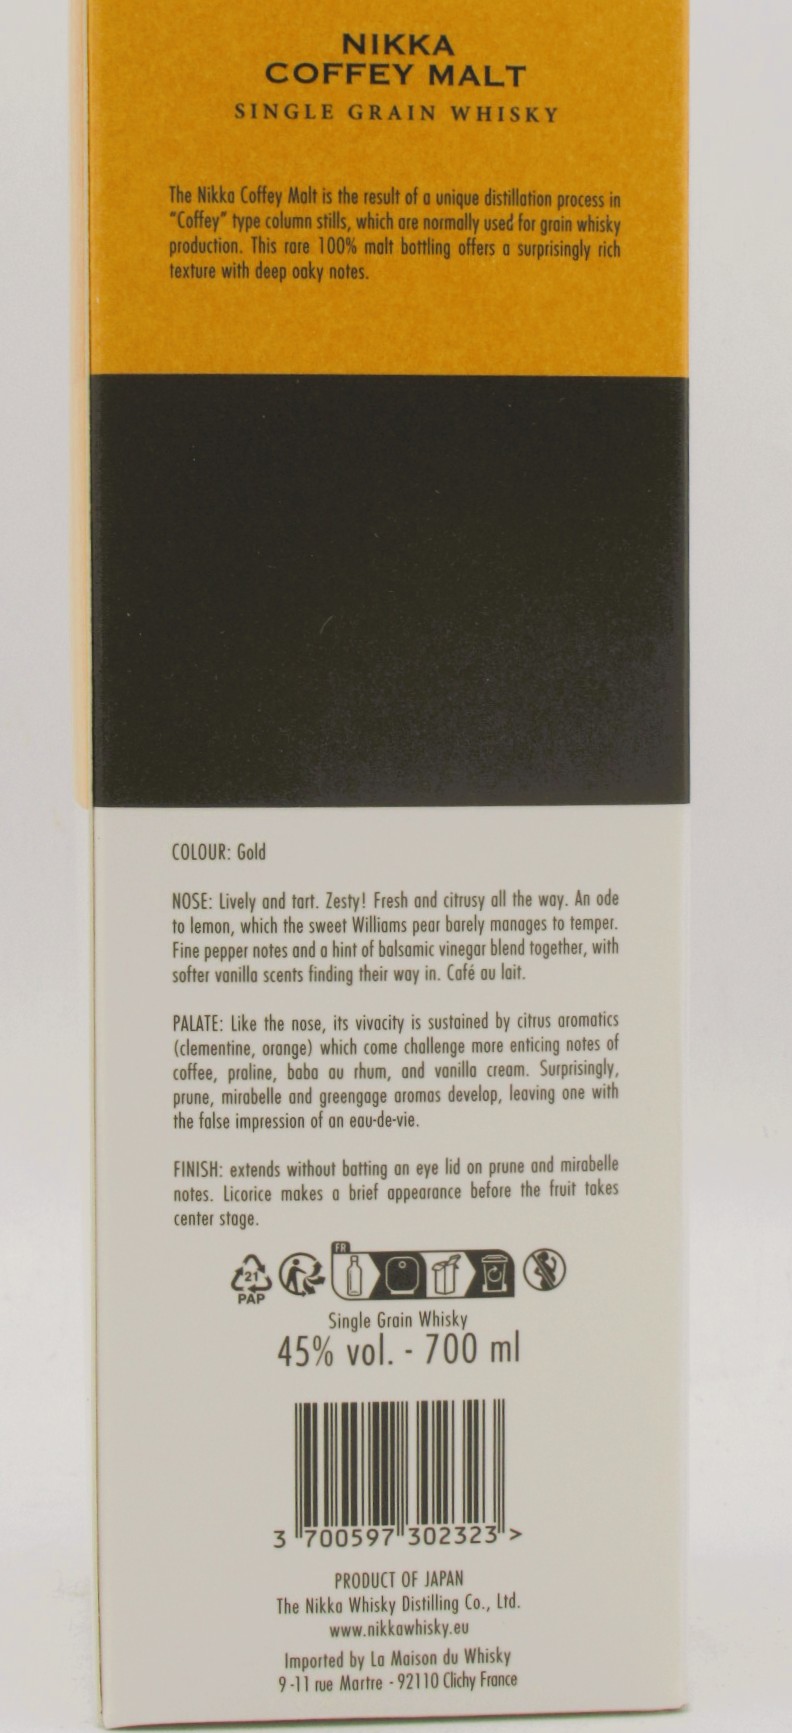 NIKKA
COFFEY MALT
SINGLE GRAIN WHISKY
The Nikka Coffey Malt is the result of a unique distillation process in
“Coffey” type column stills, which are normally used for grain whisky
production. This rare 100% malt bottling offers a surprisingly rich
texture with deep oaky notes.
COLOUR: Gold
NOSE: Lively and tart. Zesty! Fresh and citrusy all the way. An ode
to lemon, which the sweet Williams pear barely manages to temper.
Fine pepper notes and a hint of balsamic vinegar blend together, with
softer vanilla scents finding their way in. Café au lait.
PALATE: Like the nose, its vivacity is sustained by citrus aromatics
(clementine, orange) which come challenge more enticing notes of
coffee, praline, baba au rhum, and vanilla cream. Surprisingly,
prune, mirabelle and greengage aromas develop, leaving one with
the false impression of an eau-de-vie.
FINISH: extends without batting an eye lid on prune and mirabelle
notes. Licorice makes a brief appearance before the fruit takes
center stage.
FR
21
PAP
Single Grain Whisky
45% vol. - 700 ml
3 700597 302323 >
PRODUCT OF JAPAN
The Nikka Whisky Distilling Co., Ltd.
www.nikkawhisky.eu
Imported by La Maison du Whisky
9 -11 rue Martre - 92110 Clichy France